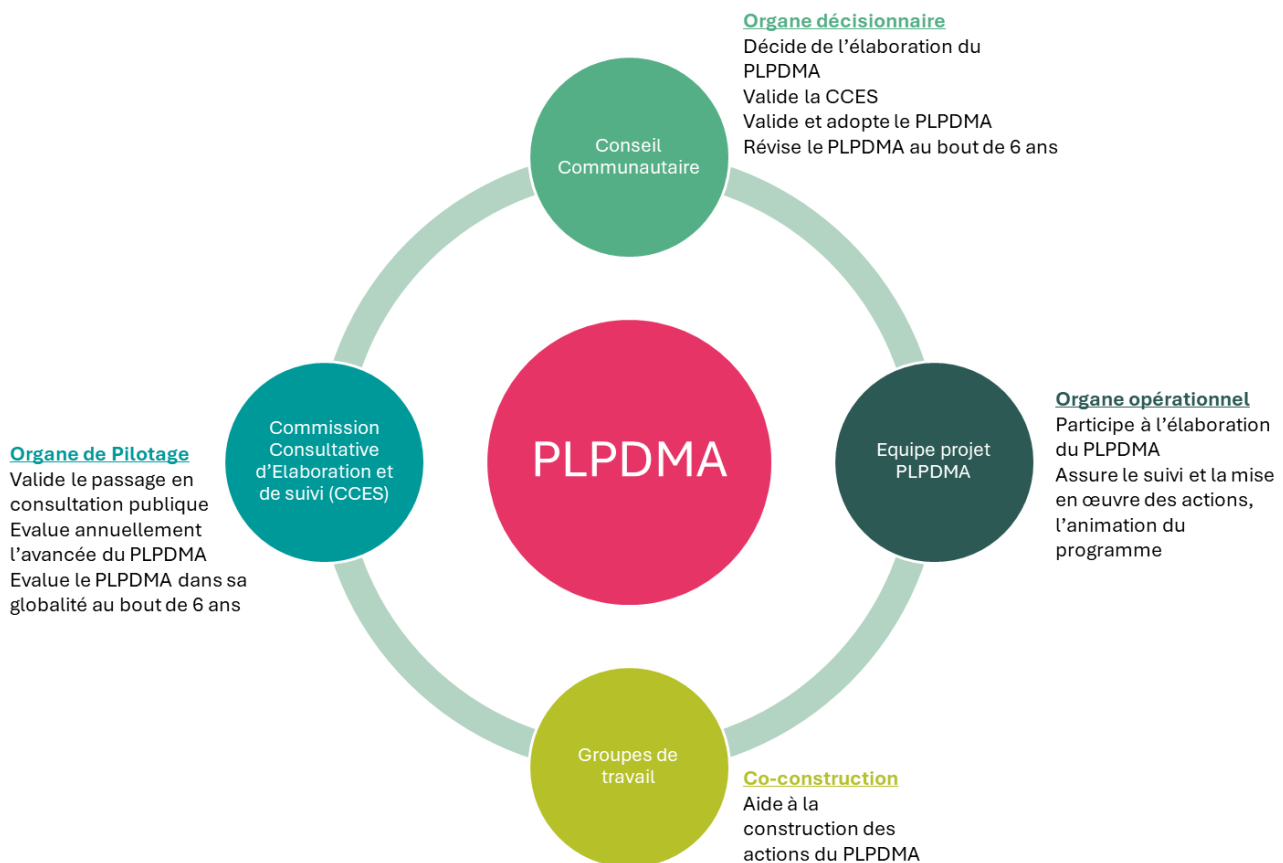 Organe décisionnaire
Décide de l’élaboration du
PLPDMA
Valide la CCES
Valide et adopte le PLPDMA
Révise le PLPDMA au bout de 6 ans
Conseil
Communautaire
Organe de Pilotage
Valide le passage en
consultation publique
Evalue annuellement
l’avancée du PLPDMA
Evalue le PLPDMA dans sa
globalité au bout de 6 ans
Commission
Consultative
d’Elaboration et
de suivi (CCES)
PLPDMA
Equipe projet
PLPDMA
Organe opérationnel
Participe à l’élaboration
du PLPDMA
Assure le suivi et la mise
en œuvre des actions,
l’animation du
programme
Groupes de
travail
Co-construction
Aide à la
construction des
actions du PLPDMA